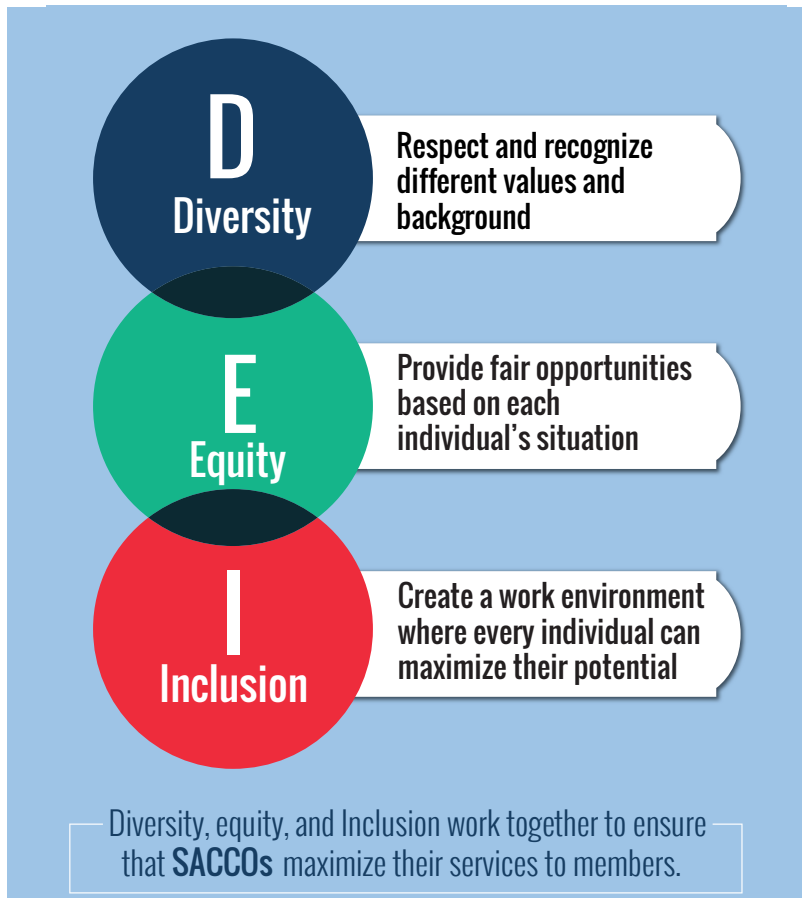 D
Diversity
Respect and recognize
different values and
background
E
Equity
Provide fair opportunities
based on each
individual’s situation
I
Inclusion
Create a work environment
where every individual can
maximize their potential
Diversity, equity, and Inclusion work together to ensure
that SACCOs maximize their services to members.